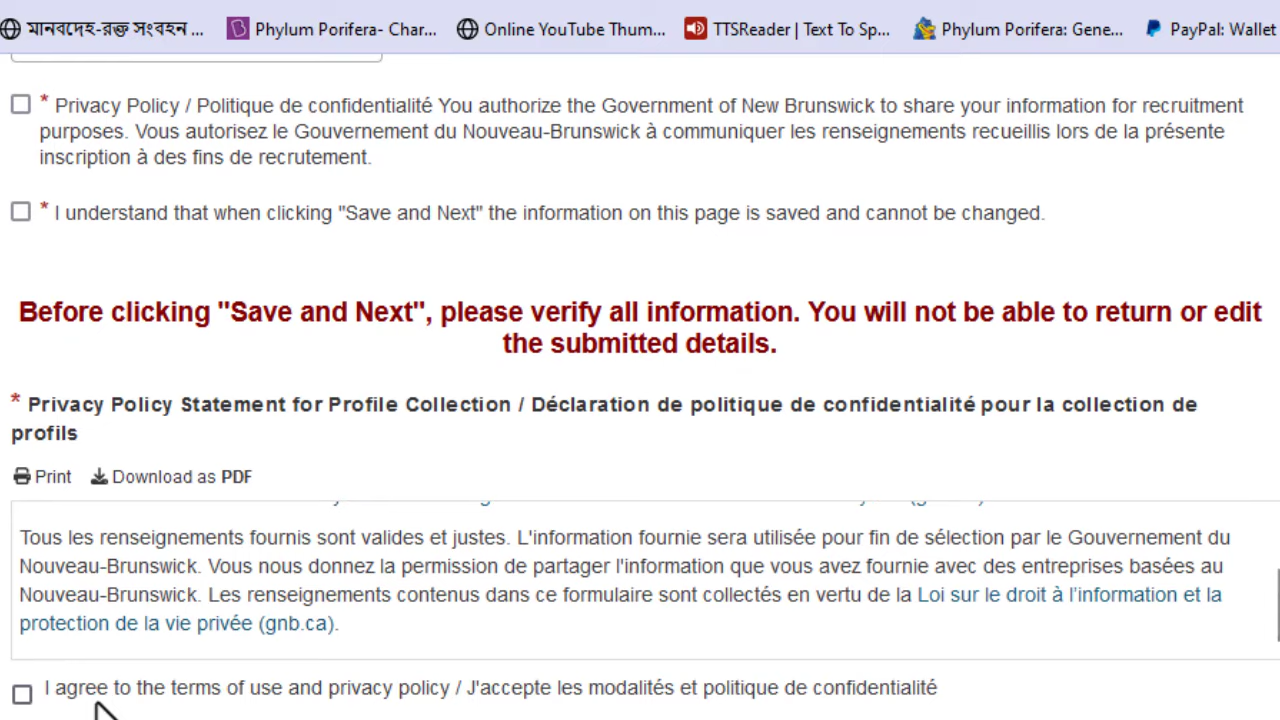 মানবদেহ-রক্ত সংবহন ...
Phylum Porifera- Char...
Online YouTube Thum...
TTSReader | Text To Sp...
Phylum Porifera: Gene...
PayPal: Wallet
* Privacy Policy / Politique de confidentialité You authorize the Government of New Brunswick to share your information for recruitment
purposes. Vous autorisez le Gouvernement du Nouveau-Brunswick à communiquer les renseignements recueillis lors de la présente
inscription à des fins de recrutement.
* I understand that when clicking "Save and Next" the information on this page is saved and cannot be changed.
Before clicking "Save and Next", please verify all information. You will not be able to return or edit
the submitted details.
* Privacy Policy Statement for Profile Collection / Déclaration de politique de confidentialité pour la collection de
profils
Print Download as PDF
Tous les renseignements fournis sont valides et justes. L'information fournie sera utilisée pour fin de sélection par le Gouvernement du
Nouveau-Brunswick. Vous nous donnez la permission de partager l'information que vous avez fournie avec des entreprises basées au
Nouveau-Brunswick. Les renseignements contenus dans ce formulaire sont collectés en vertu de la Loi sur le droit à l’information et la
protection de la vie privée (gnb.ca).
I agree to the terms of use and privacy policy / J'accepte les modalités et politique de confidentialité